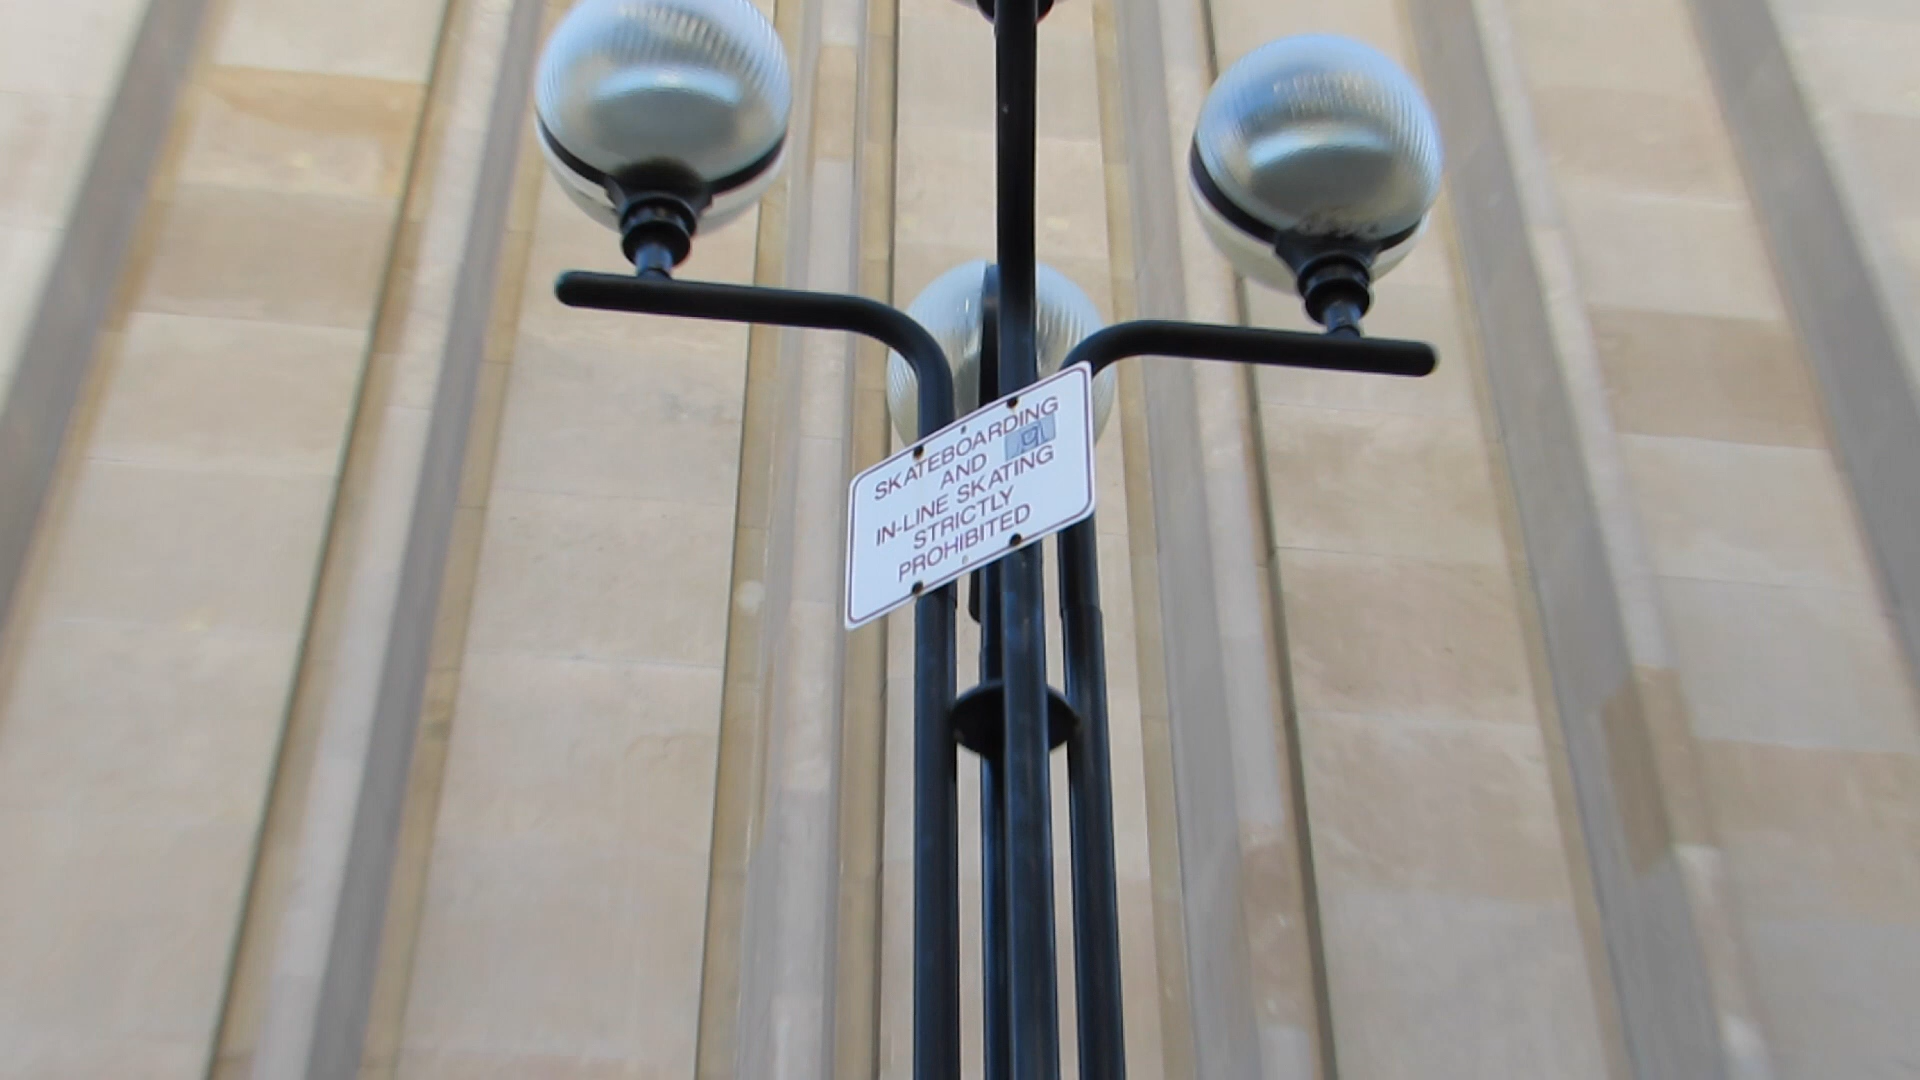 SKATEBOARDING
AND
IN-LINE SKATING
STRICTLY
PROHIBITED